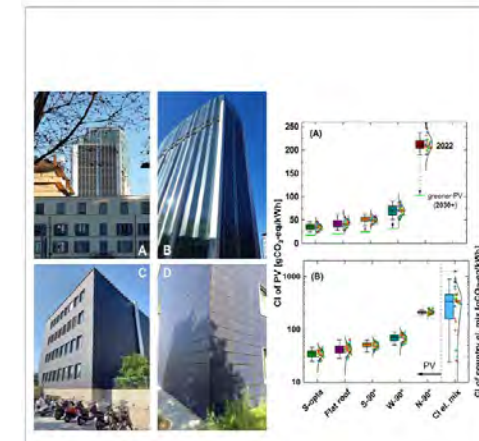 A
B
C
D
CI of PV [gCO₂-eq/kWh]
250
200
150
100
50
0
(A)
2022
greener PV
(2030+)
1000
100
10
(B)
PV
S-opta
Flat roof
S-90°
W-90°
N-90°
CI el. mix